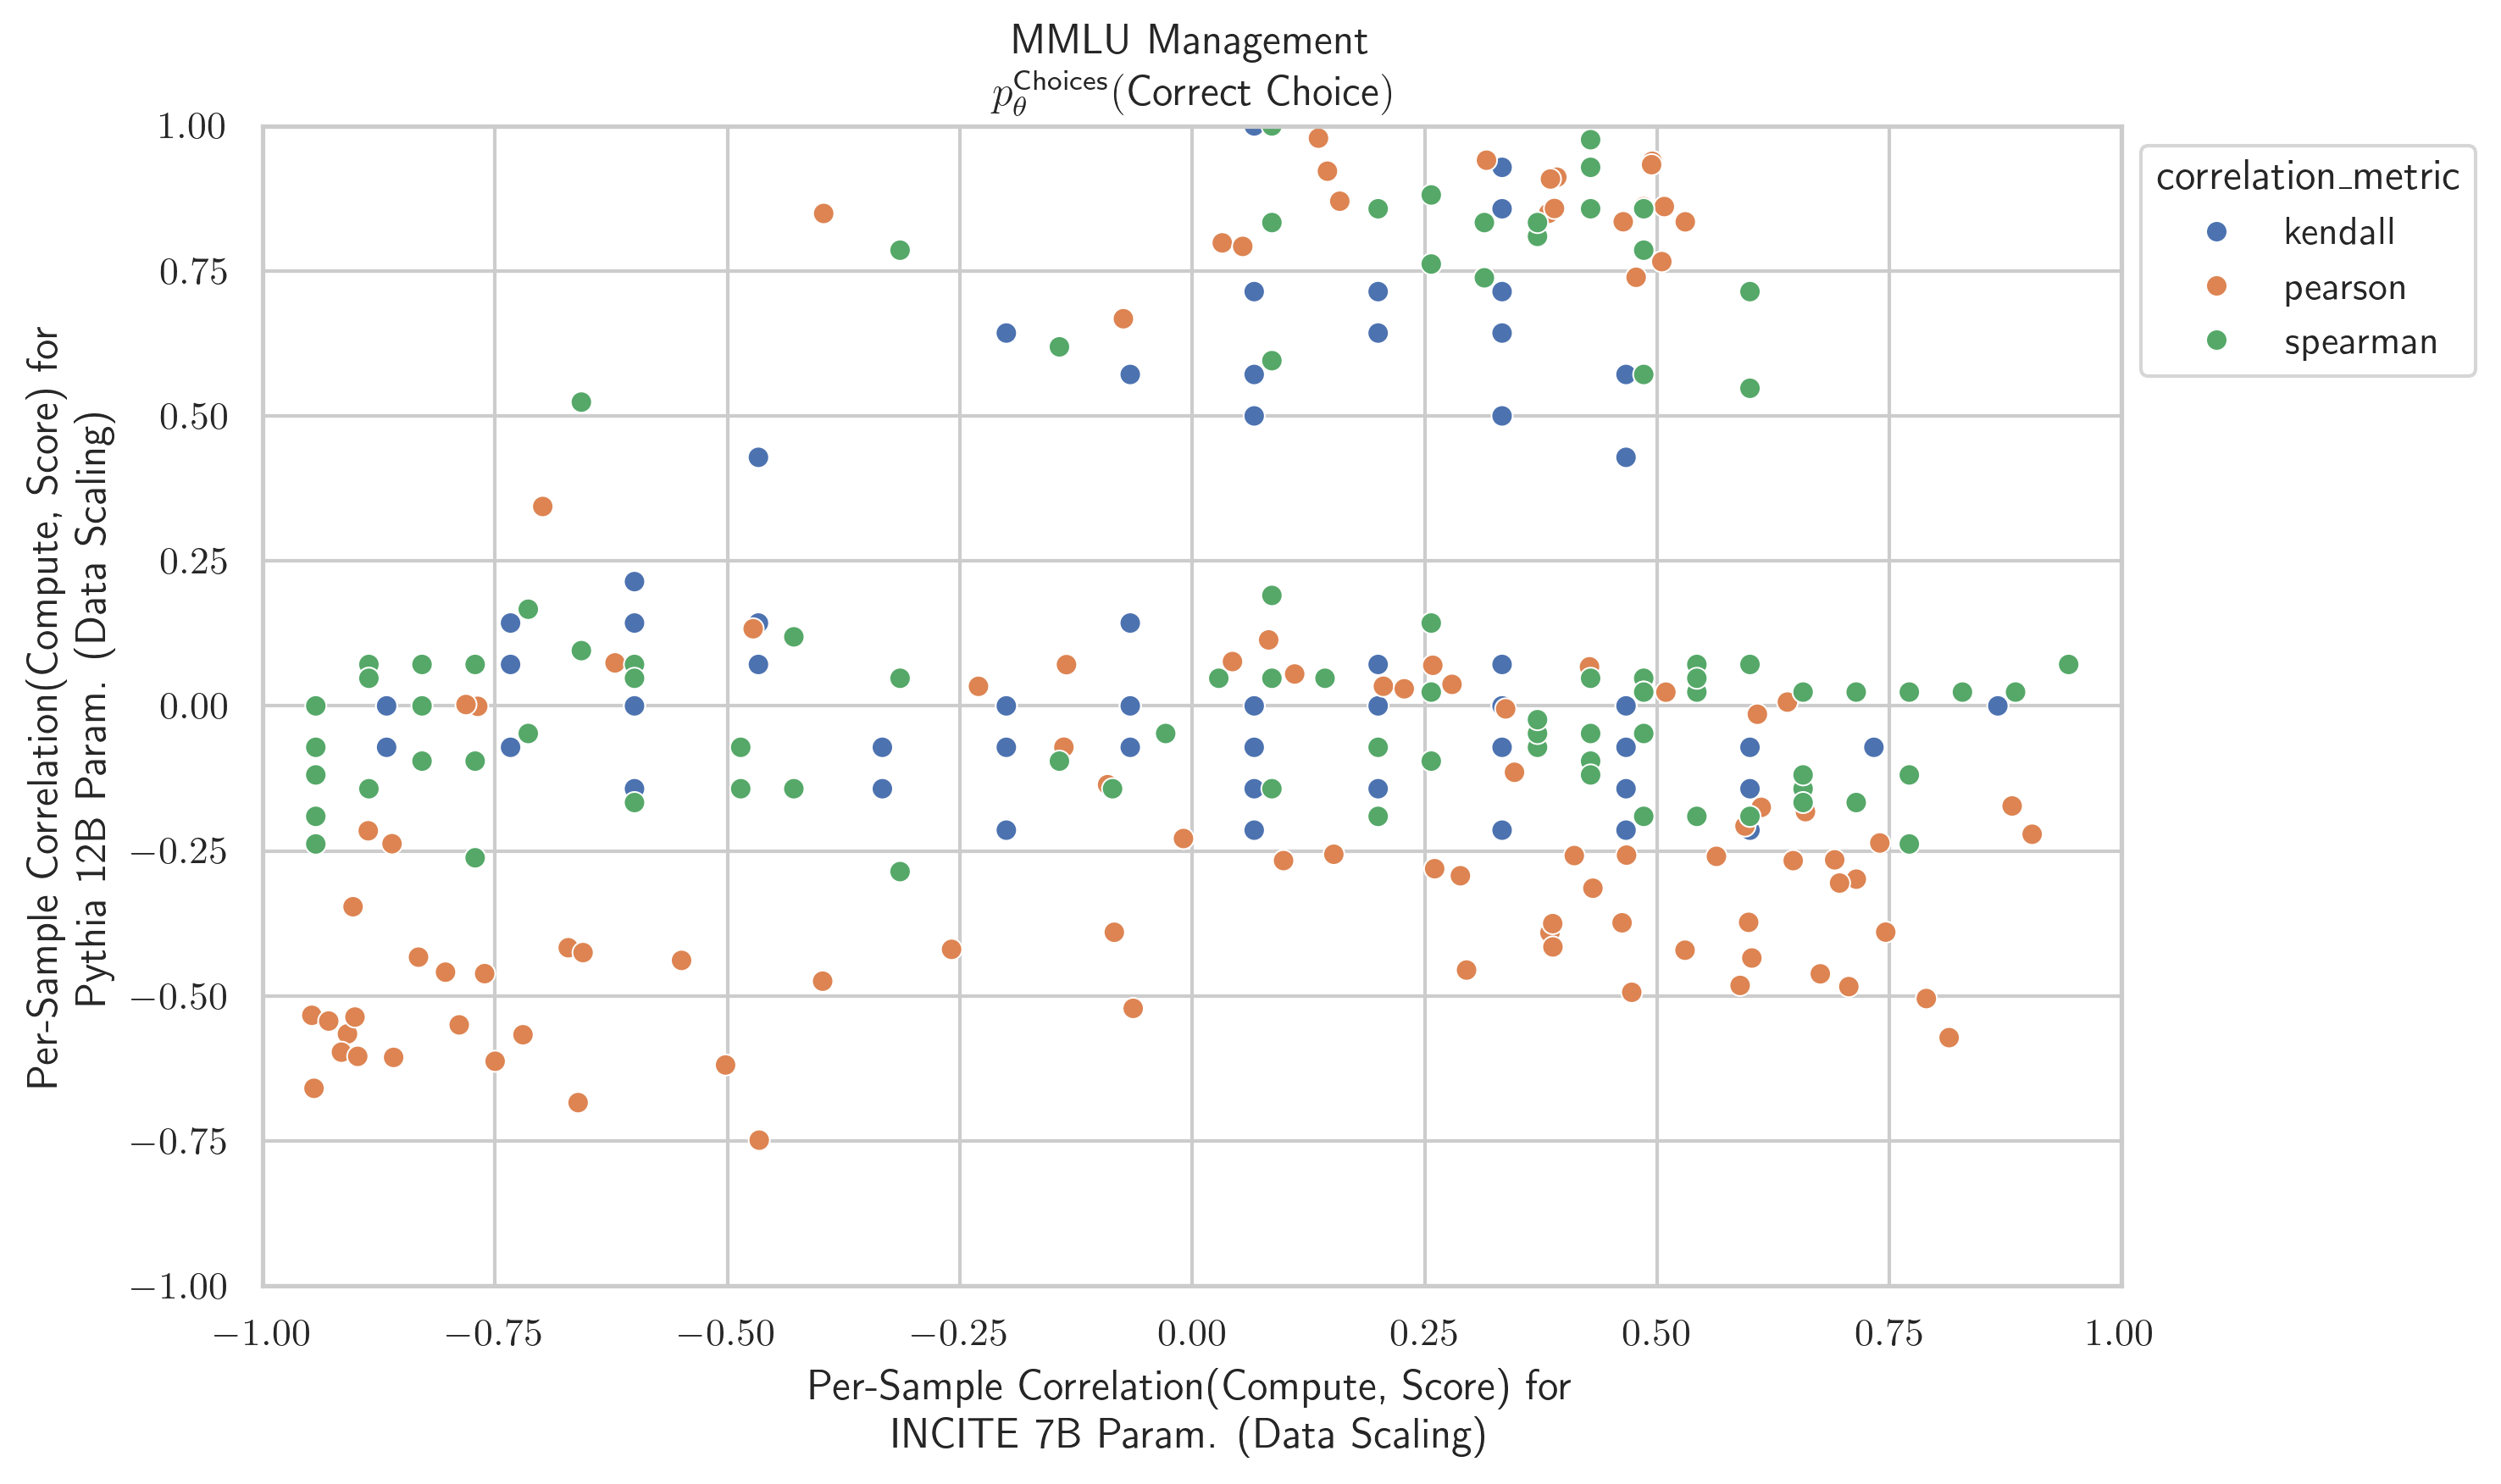 MMLU Management
p_θ^Choices(Correct Choice)
1.00
0.75
0.50
0.25
0.00
−0.25
−0.50
−0.75
−1.00
Per-Sample Correlation(Compute, Score) for
Pythia 12B Param. (Data Scaling)
−1.00
−0.75
−0.50
−0.25
0.00
0.25
0.50
0.75
1.00
Per-Sample Correlation(Compute, Score) for
INCITE 7B Param. (Data Scaling)
correlation_metric
kendall
pearson
spearman